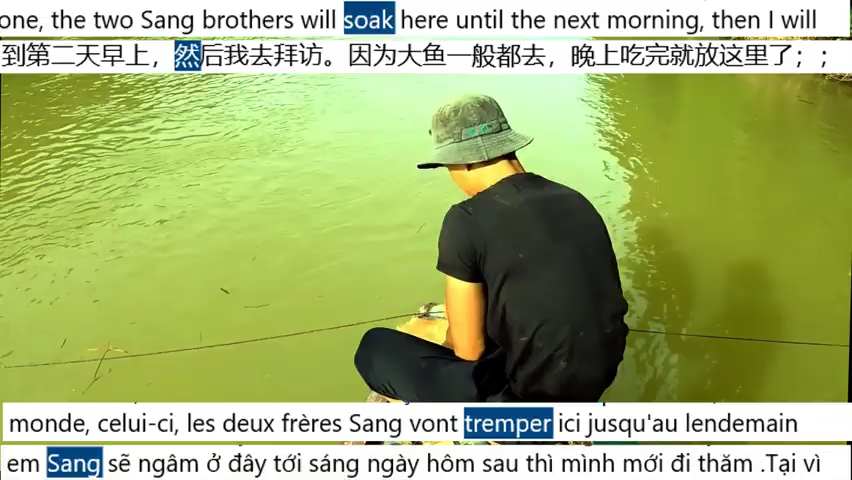 one, the two Sang brothers will soak here until the next morning, then I will
到第二天早上，然后我去拜访。因为大鱼一般都去，晚上吃完就放这里了；；
monde, celui-ci, les deux frères Sang vont tremper ici jusqu'au lendemain
em Sang sẽ ngâm ở đây tới sáng ngày hôm sau thì mình mới đi thăm .Tại vì